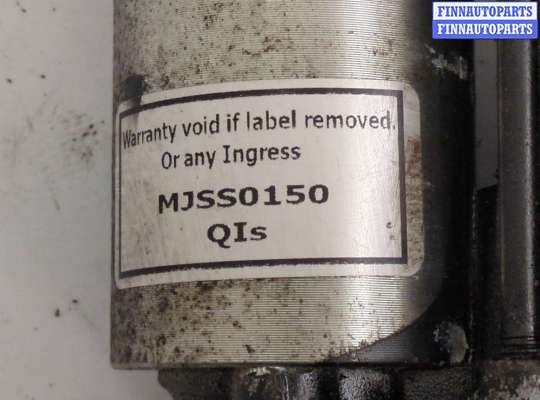 FINNAUTOPARTS
FINNAUTOPARTS
Warranty void if label removed.
Or any Ingress
MJSS0150
QIs